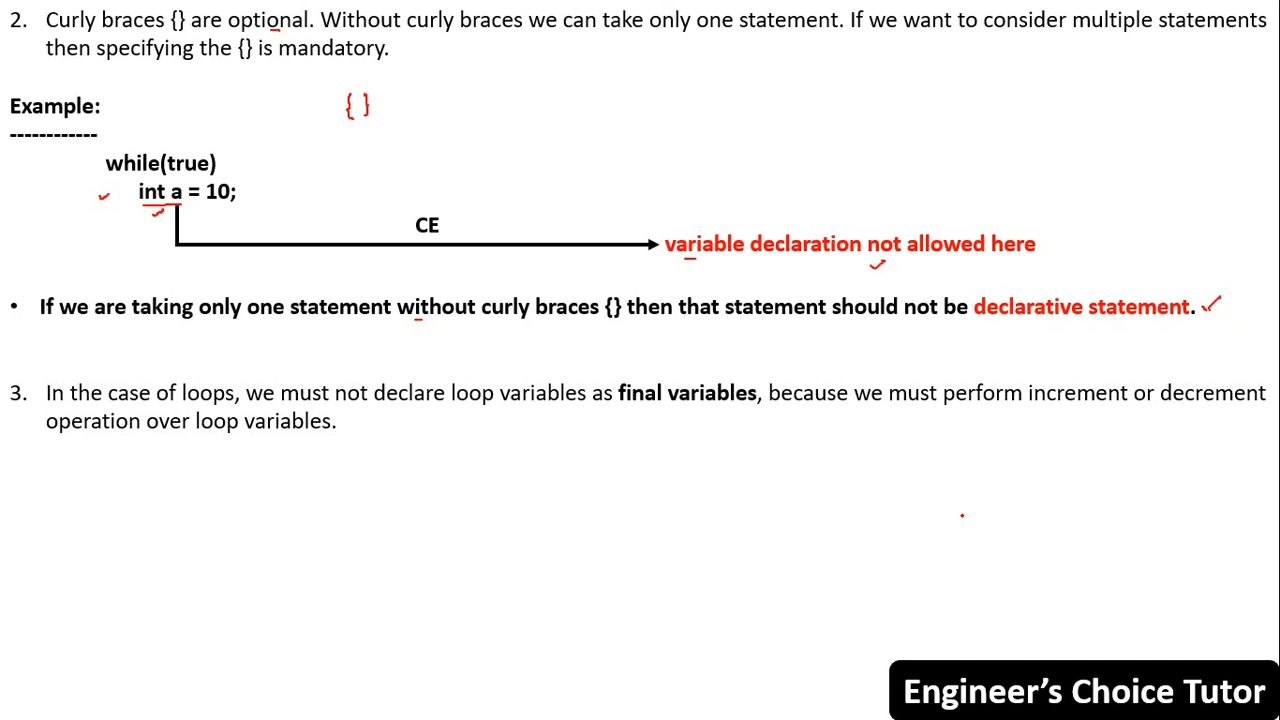 2. Curly braces {} are optional. Without curly braces we can take only one statement. If we want to consider multiple statements
then specifying the {} is mandatory.
Example:
{ }
------------
while(true)
int a = 10;
CE
variable declaration not allowed here
• If we are taking only one statement without curly braces {} then that statement should not be declarative statement.
3. In the case of loops, we must not declare loop variables as final variables, because we must perform increment or decrement
operation over loop variables.
Engineer’s Choice Tutor